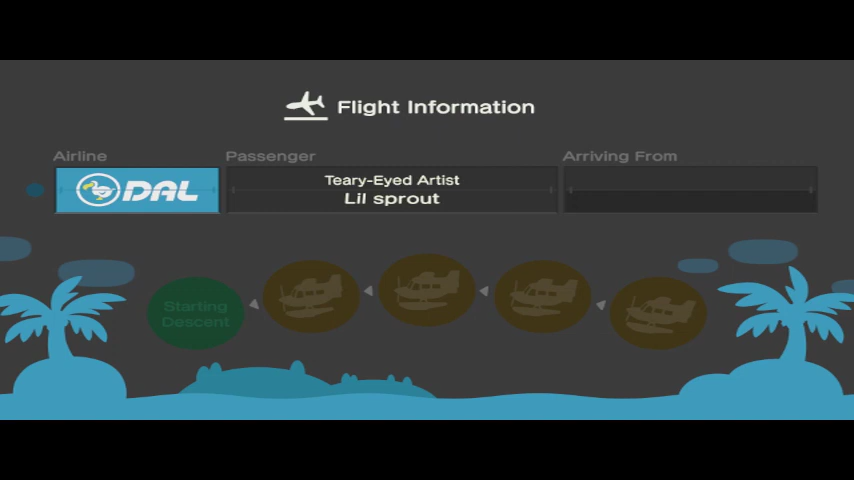 Flight Information
Airline
Passenger
Arriving From
DAL
Teary-Eyed Artist
Lil sprout
Starting
Descent